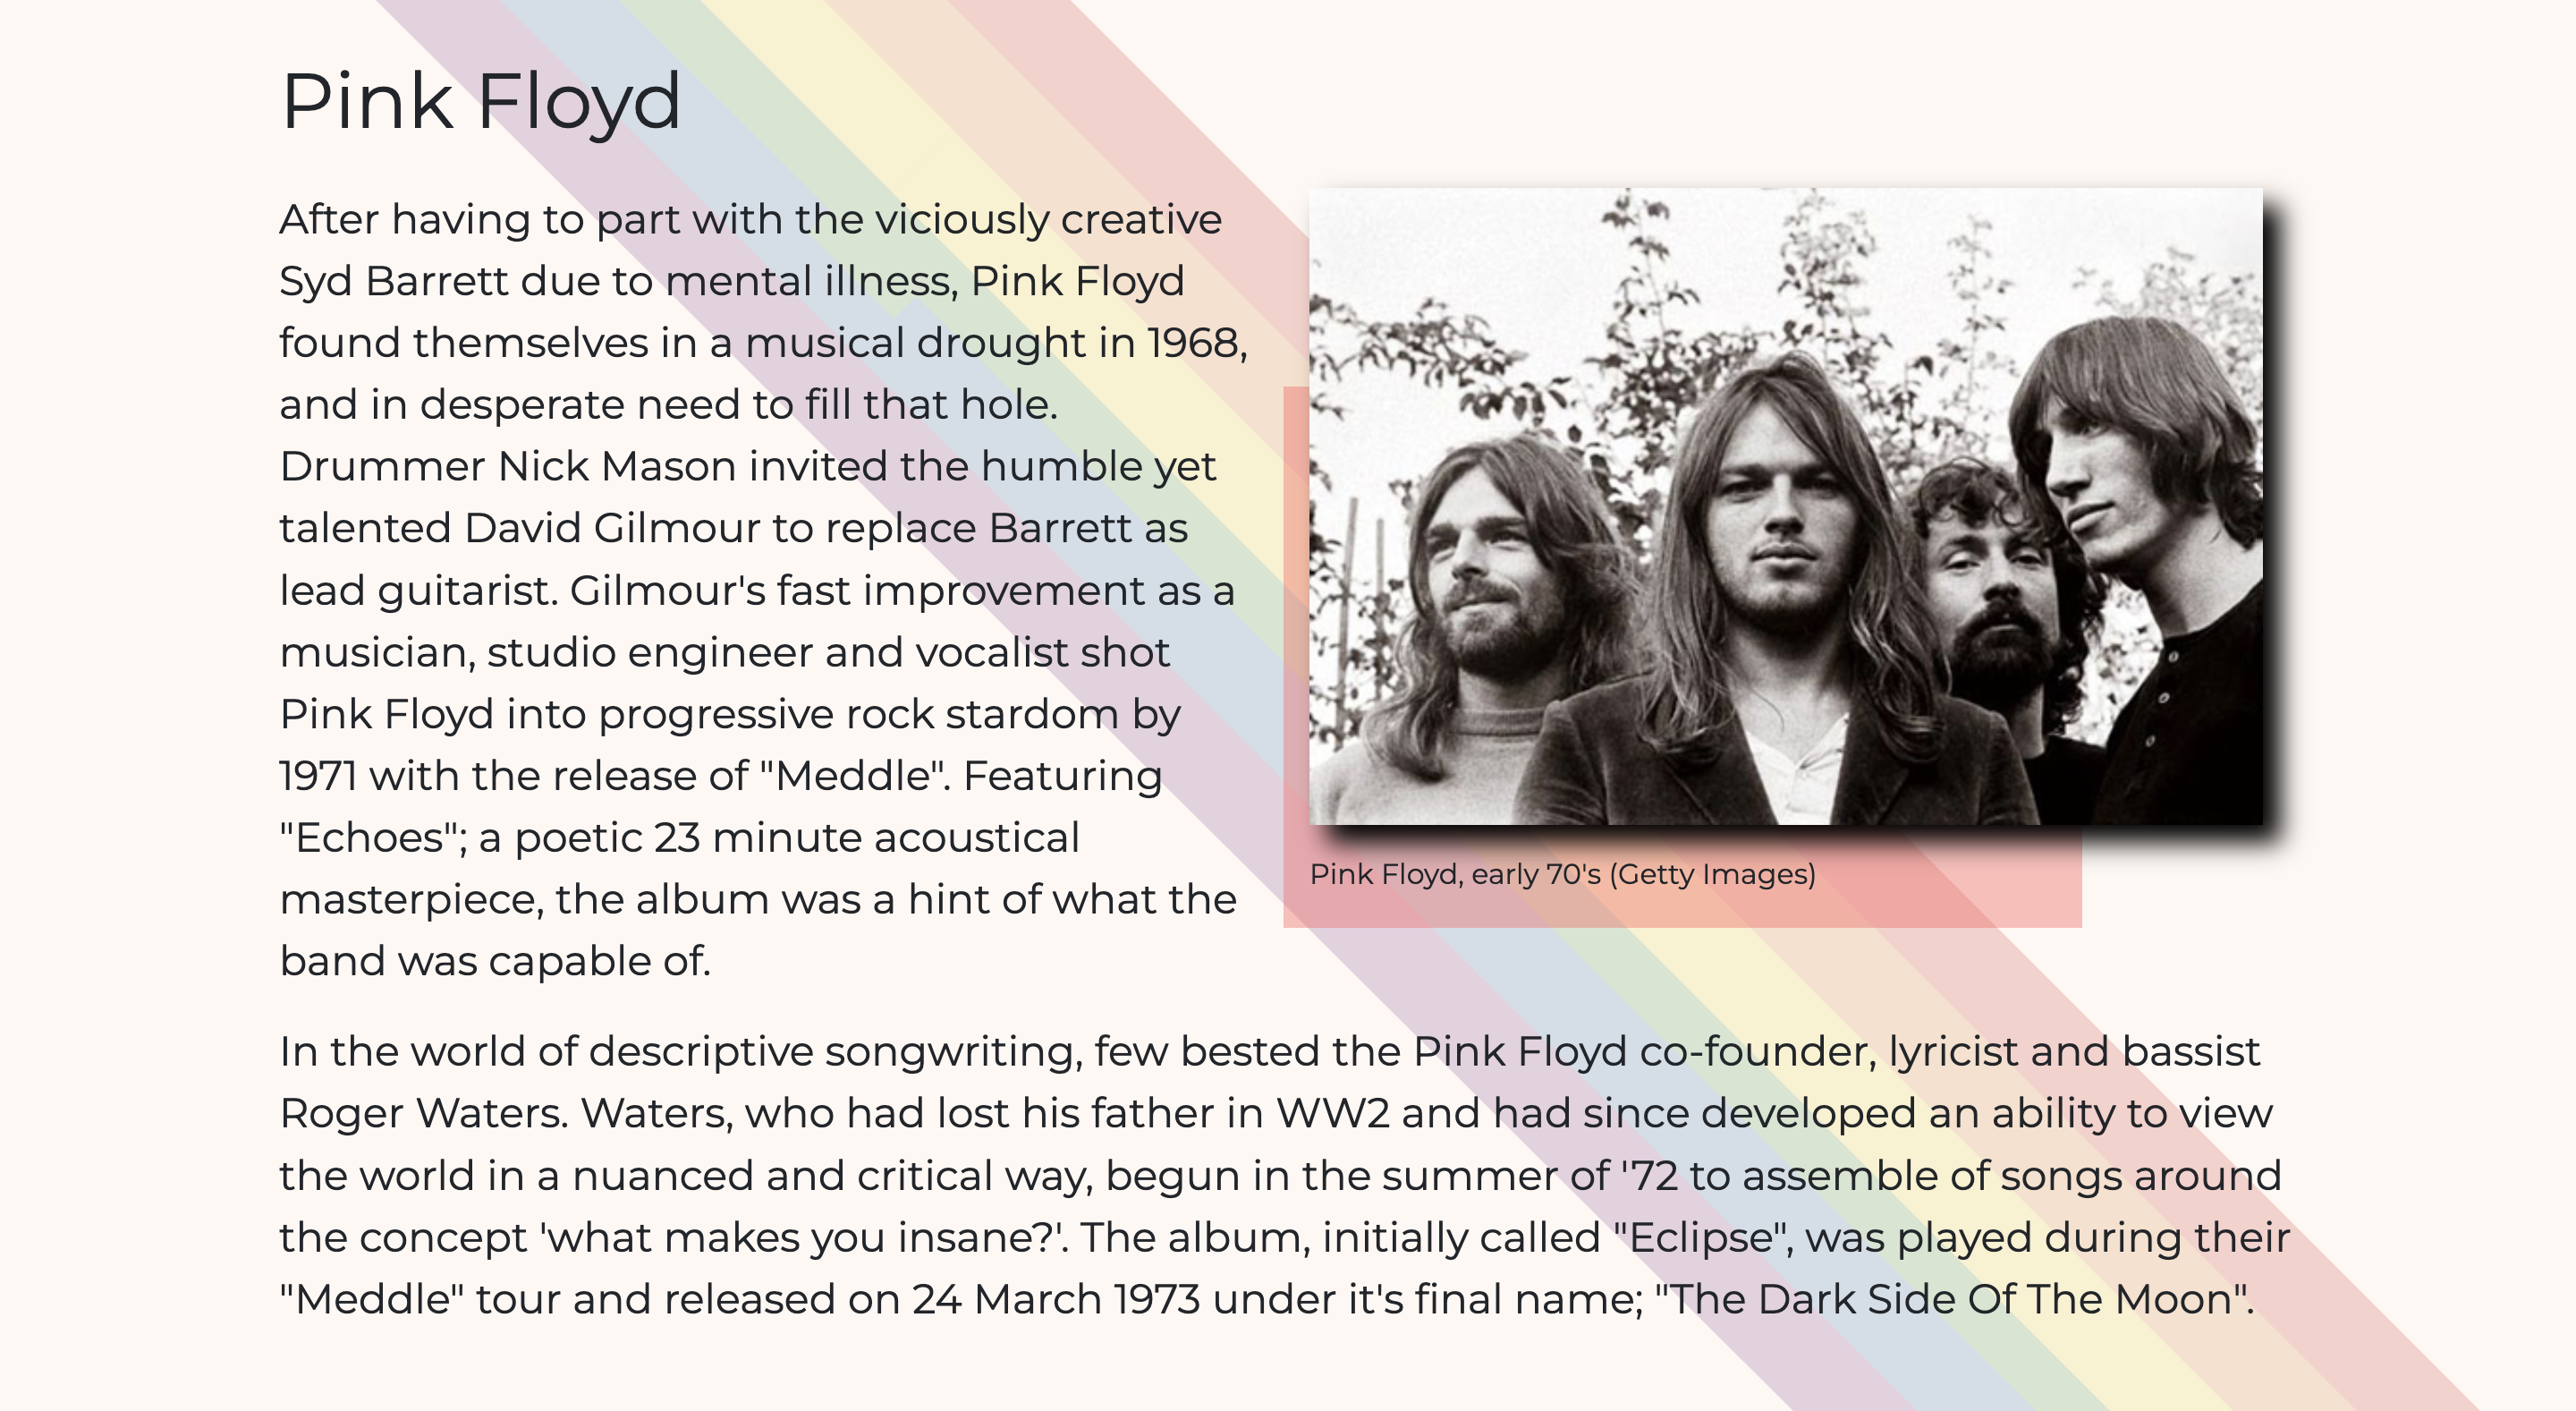 Pink Floyd
After having to part with the viciously creative
Syd Barrett due to mental illness, Pink Floyd
found themselves in a musical drought in 1968,
and in desperate need to fill that hole.
Drummer Nick Mason invited the humble yet
talented David Gilmour to replace Barrett as
lead guitarist. Gilmour's fast improvement as a
musician, studio engineer and vocalist shot
Pink Floyd into progressive rock stardom by
1971 with the release of "Meddle". Featuring
"Echoes"; a poetic 23 minute acoustical
masterpiece, the album was a hint of what the
band was capable of.
Pink Floyd, early 70's (Getty Images)
In the world of descriptive songwriting, few bested the Pink Floyd co-founder, lyricist and bassist
Roger Waters. Waters, who had lost his father in WW2 and had since developed an ability to view
the world in a nuanced and critical way, begun in the summer of '72 to assemble of songs around
the concept 'what makes you insane?'. The album, initially called "Eclipse", was played during their
"Meddle" tour and released on 24 March 1973 under it's final name; "The Dark Side Of The Moon".